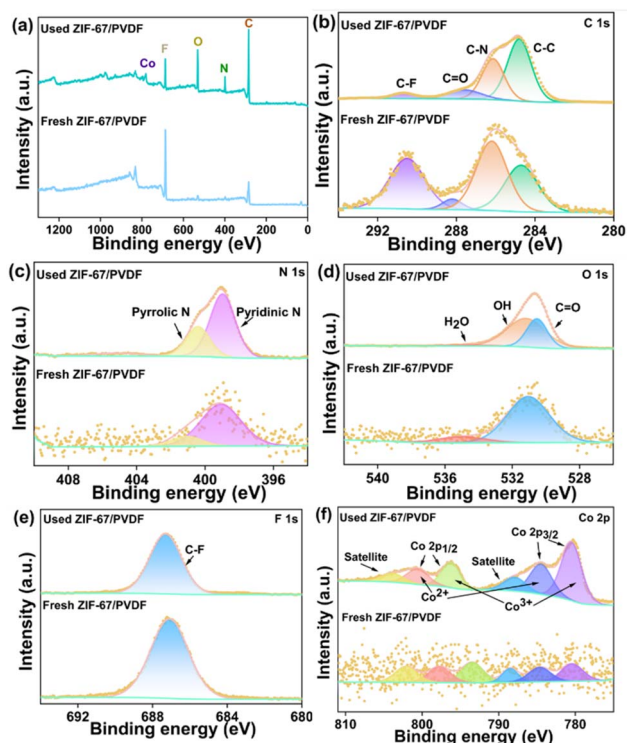 (a)
Used ZIF-67/PVDF
C
O
F
Co
N
Fresh ZIF-67/PVDF
Intensity (a.u.)
1200 1000 800 600 400 200 0
Binding energy (eV)
(b)
C 1s
Used ZIF-67/PVDF
C-N
C-C
C-F
C=O
Fresh ZIF-67/PVDF
Intensity (a.u.)
292 288 284 280
Binding energy (eV)
(c)
N 1s
Used ZIF-67/PVDF
Pyrrolic N
Pyridinic N
Fresh ZIF-67/PVDF
Intensity (a.u.)
408 404 400 396
Binding energy (eV)
(d)
O 1s
Used ZIF-67/PVDF
OH
C=O
H2O
Fresh ZIF-67/PVDF
Intensity (a.u.)
540 536 532 528
Binding energy (eV)
(e)
F 1s
Used ZIF-67/PVDF
C-F
Fresh ZIF-67/PVDF
Intensity (a.u.)
692 688 684 680
Binding energy (eV)
(f)
Co 2p
Used ZIF-67/PVDF
Co 2p3/2
Co 2p1/2
Satellite
Satellite
Co2+
Co3+
Fresh ZIF-67/PVDF
Intensity (a.u.)
810 800 790 780
Binding energy (eV)